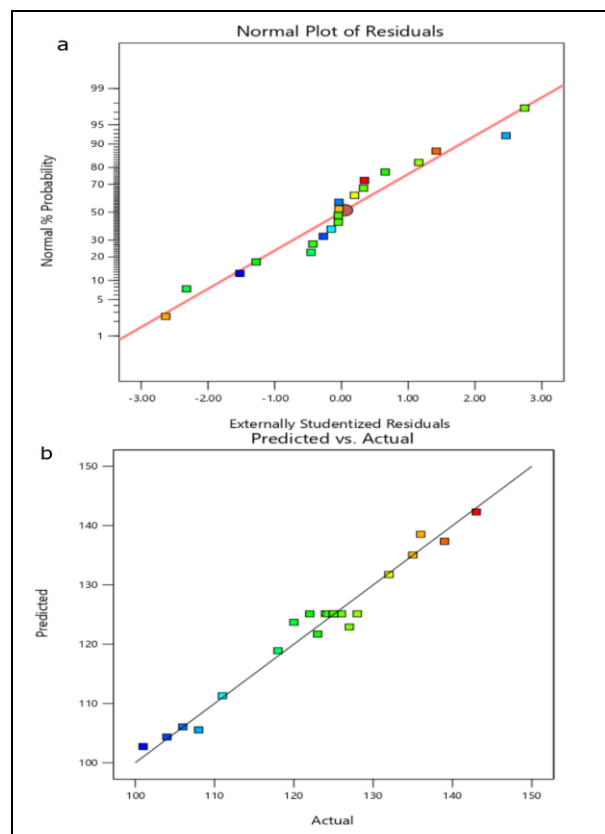 a
Normal Plot of Residuals
Normal % Probability
99
95
90
80
70
50
30
20
10
5
1
-3.00 -2.00 -1.00 0.00 1.00 2.00 3.00
Externally Studentized Residuals
b
Predicted vs. Actual
Predicted
150
140
130
120
110
100
100 110 120 130 140 150
Actual